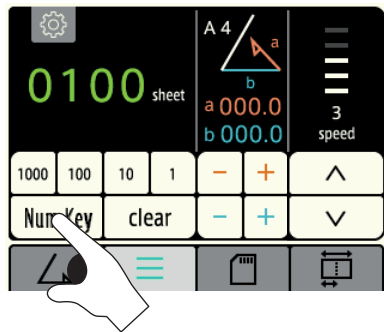 A 4
a
b
0100 sheet
a 000.0
b 000.0
3
speed
1000 100 10 1 − +
Num Key clear − +